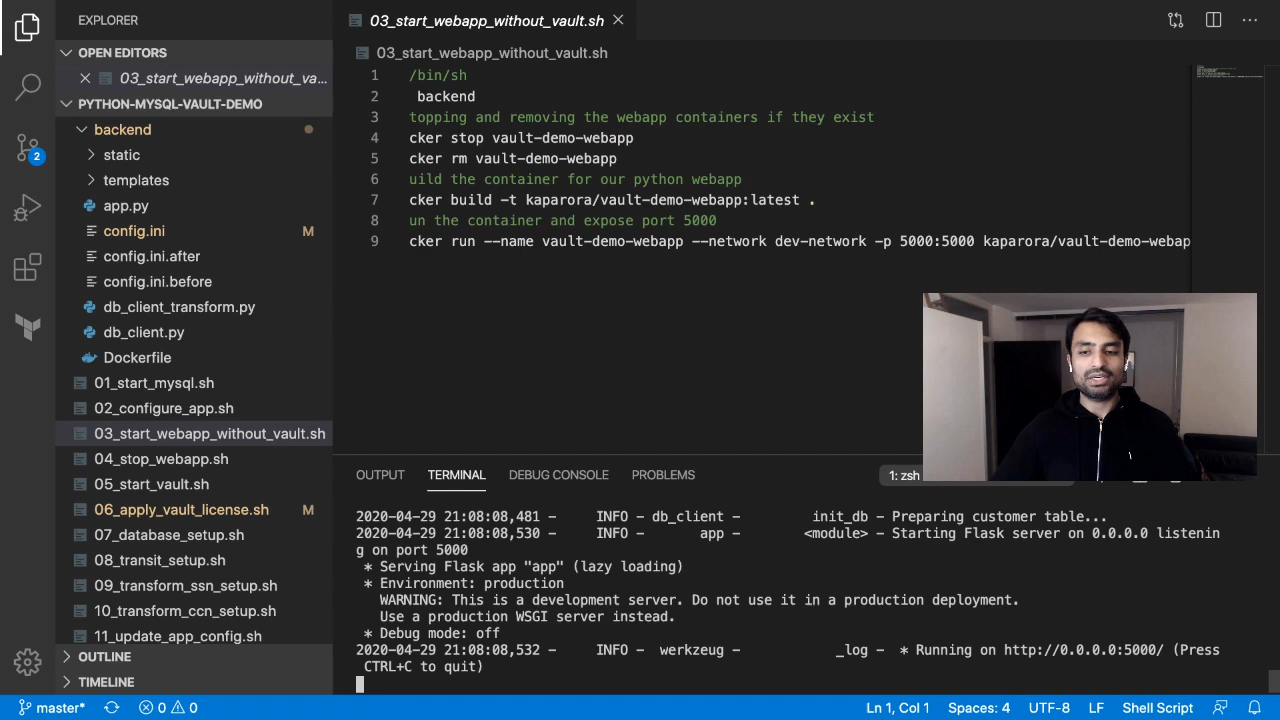 EXPLORER
OPEN EDITORS
03_start_webapp_without_va...
PYTHON-MYSQL-VAULT-DEMO
backend
static
templates
app.py
config.ini M
config.ini.after
config.ini.before
db_client_transform.py
db_client.py
Dockerfile
01_start_mysql.sh
02_configure_app.sh
03_start_webapp_without_vault.sh
04_stop_webapp.sh
05_start_vault.sh
06_apply_vault_license.sh M
07_database_setup.sh
08_transit_setup.sh
09_transform_ssn_setup.sh
10_transform_ccn_setup.sh
11_update_app_config.sh
OUTLINE
TIMELINE
2
03_start_webapp_without_vault.sh
03_start_webapp_without_vault.sh
1 /bin/sh
2 backend
3 topping and removing the webapp containers if they exist
4 cker stop vault-demo-webapp
5 cker rm vault-demo-webapp
6 uild the container for our python webapp
7 cker build -t kaparora/vault-demo-webapp:latest .
8 un the container and expose port 5000
9 cker run --name vault-demo-webapp --network dev-network -p 5000:5000 kaparora/vault-demo-webap
OUTPUT TERMINAL DEBUG CONSOLE PROBLEMS 1: zsh
2020-04-29 21:08:08,481 - INFO - db_client - init_db - Preparing customer table...
2020-04-29 21:08:08,530 - INFO - app - <module> - Starting Flask server on 0.0.0.0 listenin
g on port 5000
* Serving Flask app "app" (lazy loading)
* Environment: production
WARNING: This is a development server. Do not use it in a production deployment.
Use a production WSGI server instead.
* Debug mode: off
2020-04-29 21:08:08,532 - INFO - werkzeug - _log - * Running on http://0.0.0.0:5000/ (Press
CTRL+C to quit)
master* 0 0 Ln 1, Col 1 Spaces: 4 UTF-8 LF Shell Script